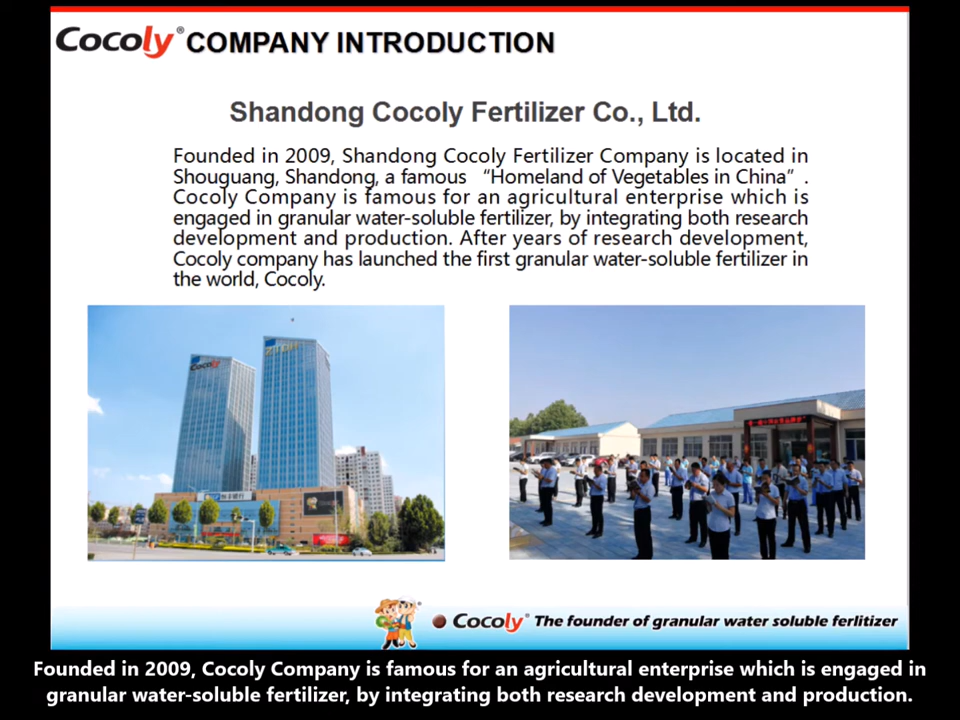 Cocoly® COMPANY INTRODUCTION
Shandong Cocoly Fertilizer Co., Ltd.
Founded in 2009, Shandong Cocoly Fertilizer Company is located in
Shouguang, Shandong, a famous “Homeland of Vegetables in China”.
Cocoly Company is famous for an agricultural enterprise which is
engaged in granular water-soluble fertilizer, by integrating both research
development and production. After years of research development,
Cocoly company has launched the first granular water-soluble fertilizer in
the world, Cocoly.
Cocoly
Cocoly® The founder of granular water soluble ferlitizer
Founded in 2009, Cocoly Company is famous for an agricultural enterprise which is engaged in
granular water-soluble fertilizer, by integrating both research development and production.